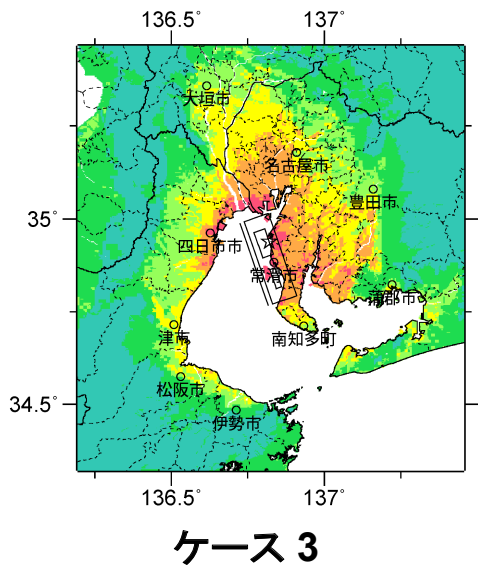 136.5° 137°
大垣市
名古屋市
豊田市
35°
四日市市
常滑市
蒲郡市
津市
南知多町
松阪市
34.5°
伊勢市
136.5° 137°
ケース 3